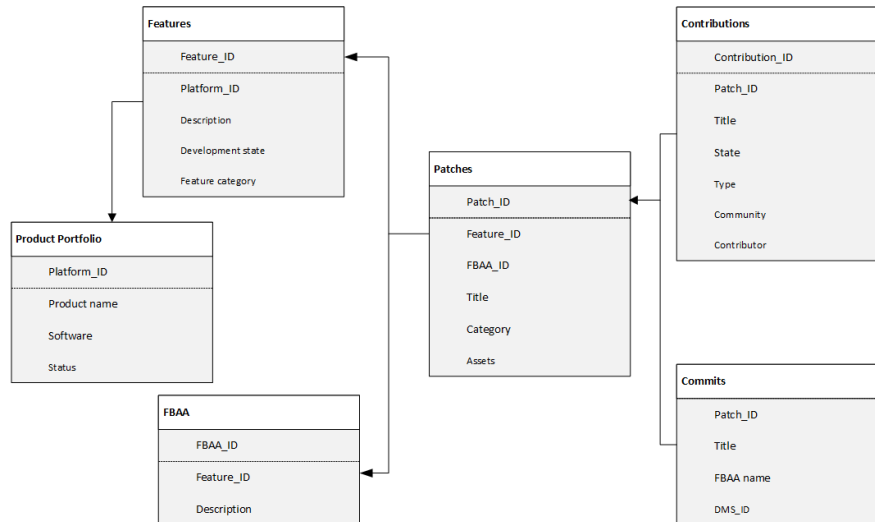 Features
Feature_ID
Platform_ID
Description
Development state
Feature category
Product Portfolio
Platform_ID
Product name
Software
Status
FBAA
FBAA_ID
Feature_ID
Description
Patches
Patch_ID
Feature_ID
FBAA_ID
Title
Category
Assets
Contributions
Contribution_ID
Patch_ID
Title
State
Type
Community
Contributor
Commits
Patch_ID
Title
FBAA name
DMS_ID